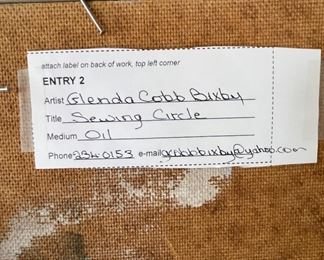 attach label on back of work, top left corner
ENTRY 2
Artist Glenda Cobb Bixby
Title Sewing Circle
Medium Oil
Phone 234 0153 e-mail gcobbbixby@yahoo.com